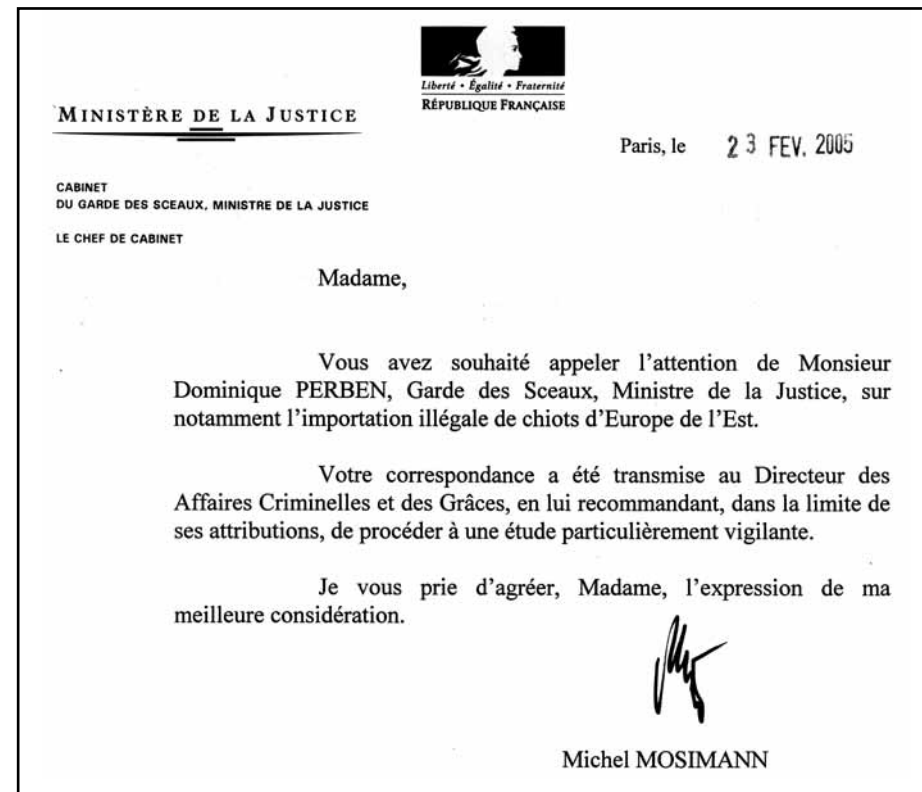 Liberté • Égalité • Fraternité
RÉPUBLIQUE FRANÇAISE
MINISTÈRE DE LA JUSTICE
Paris, le 23 FEV. 2005
CABINET
DU GARDE DES SCEAUX, MINISTRE DE LA JUSTICE
LE CHEF DE CABINET
Madame,
Vous avez souhaité appeler l'attention de Monsieur
Dominique PERBEN, Garde des Sceaux, Ministre de la Justice, sur
notamment l'importation illégale de chiots d'Europe de l'Est.
Votre correspondance a été transmise au Directeur des
Affaires Criminelles et des Grâces, en lui recommandant, dans la limite de
ses attributions, de procéder à une étude particulièrement vigilante.
Je vous prie d'agréer, Madame, l'expression de ma
meilleure considération.
Michel MOSIMANN